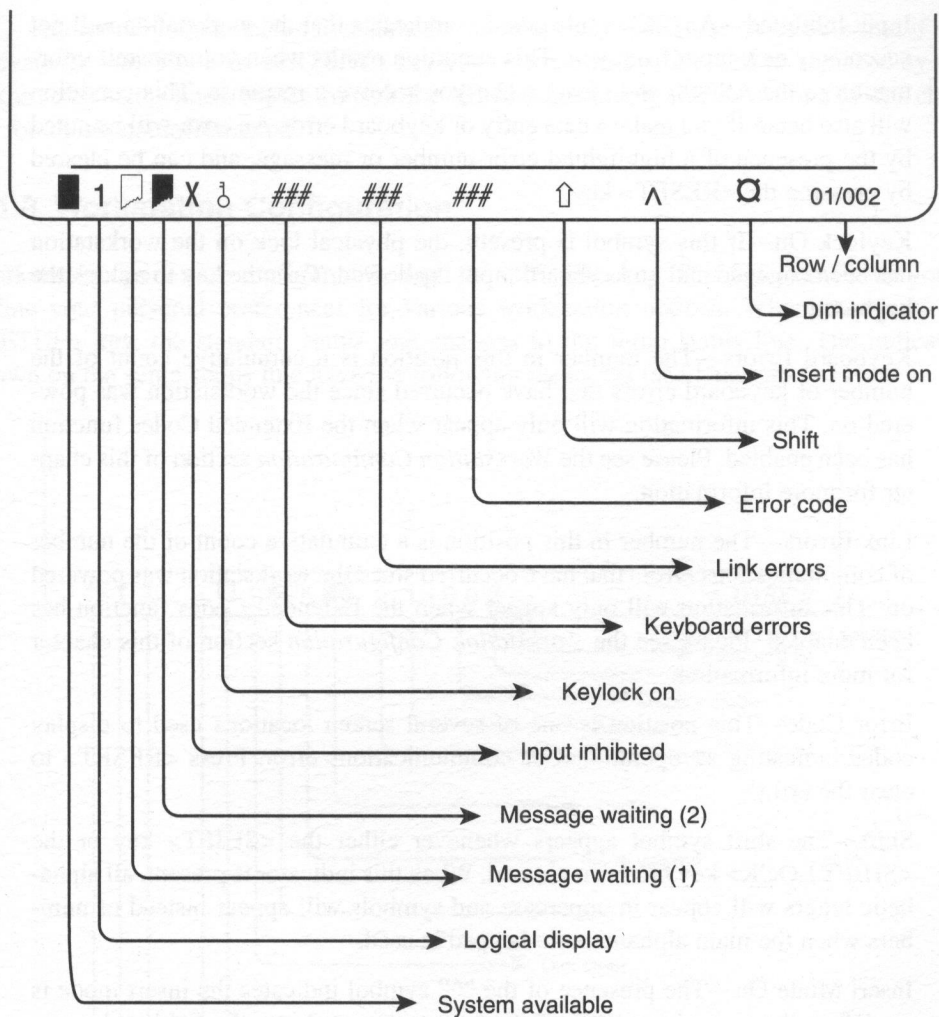 1 X ### ### ### ⇧ ∧ 01/002
Row / column
Dim indicator
Insert mode on
Shift
Error code
Link errors
Keyboard errors
Keylock on
Input inhibited
Message waiting (2)
Message waiting (1)
Logical display
System available